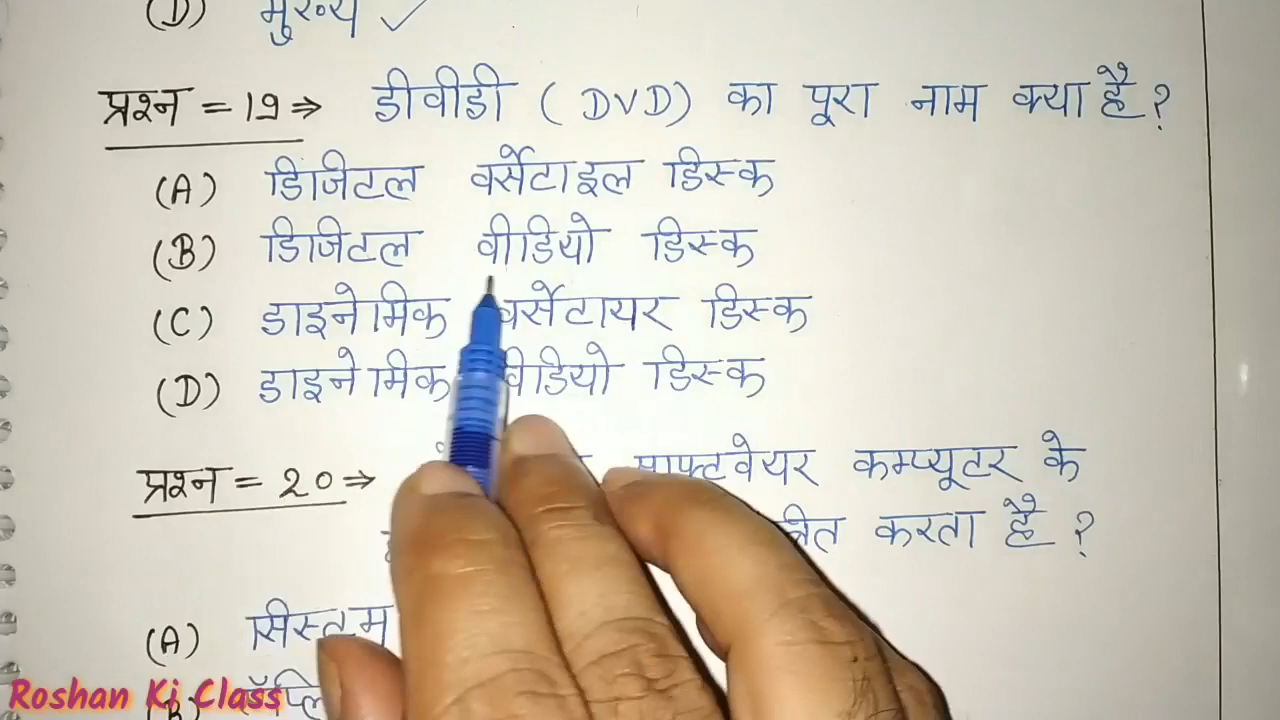 (D) मुख्य ✓
प्रश्न = 19 ⇒ डीवीडी ( DVD) का पूरा नाम क्या है ?
(A) डिजिटल वर्सेटाइल डिस्क
(B) डिजिटल वीडियो डिस्क
(C) डाइनेमिक वर्सेटायर डिस्क
(D) डाइनेमिक वीडियो डिस्क
प्रश्न = 20 ⇒ साफ्टवेयर कम्प्यूटर के
करता है ?
(A) सिस्टम
(B)
Roshan Ki Class